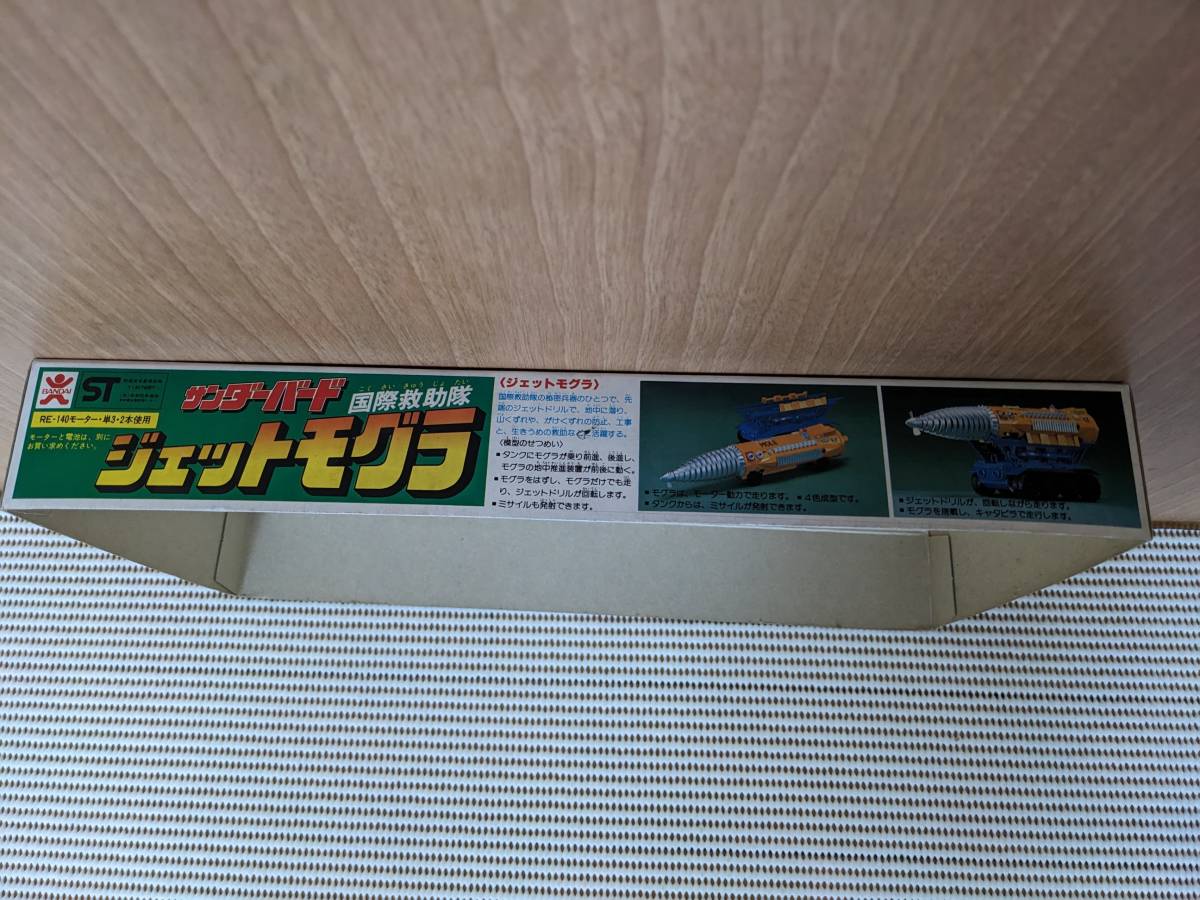 BANDAI
ST
RE-140モーター・単3・2本使用
モーターと電池は、別に
お買い求めください。
サンダーバード
こくさいきゅうじょたい
国際救助隊
ジェットモグラ
〈ジェットモグラ〉
国際救助隊の秘密兵器のひとつで、先
端のジェットドリルで、地中に潜り、
山くずれや、がけくずれの防止、工事
と、生きうめの救助など活躍する。
〈模型のせつめい〉
■タンクにモグラが乗り前進、後進し、
モグラの地中推進装置が前後に動く。
■モグラをはずし、モグラだけでも走
り、ジェットドリルが回転します。
■ミサイルも発射できます。
MOLE
■モグラは、モーター動力で走ります。■4色成型です。
■タンクからは、ミサイルが発射できます。
■ジェットドリルが、回転しながら走ります。
■モグラを搭載し、キャタピラで走行します。